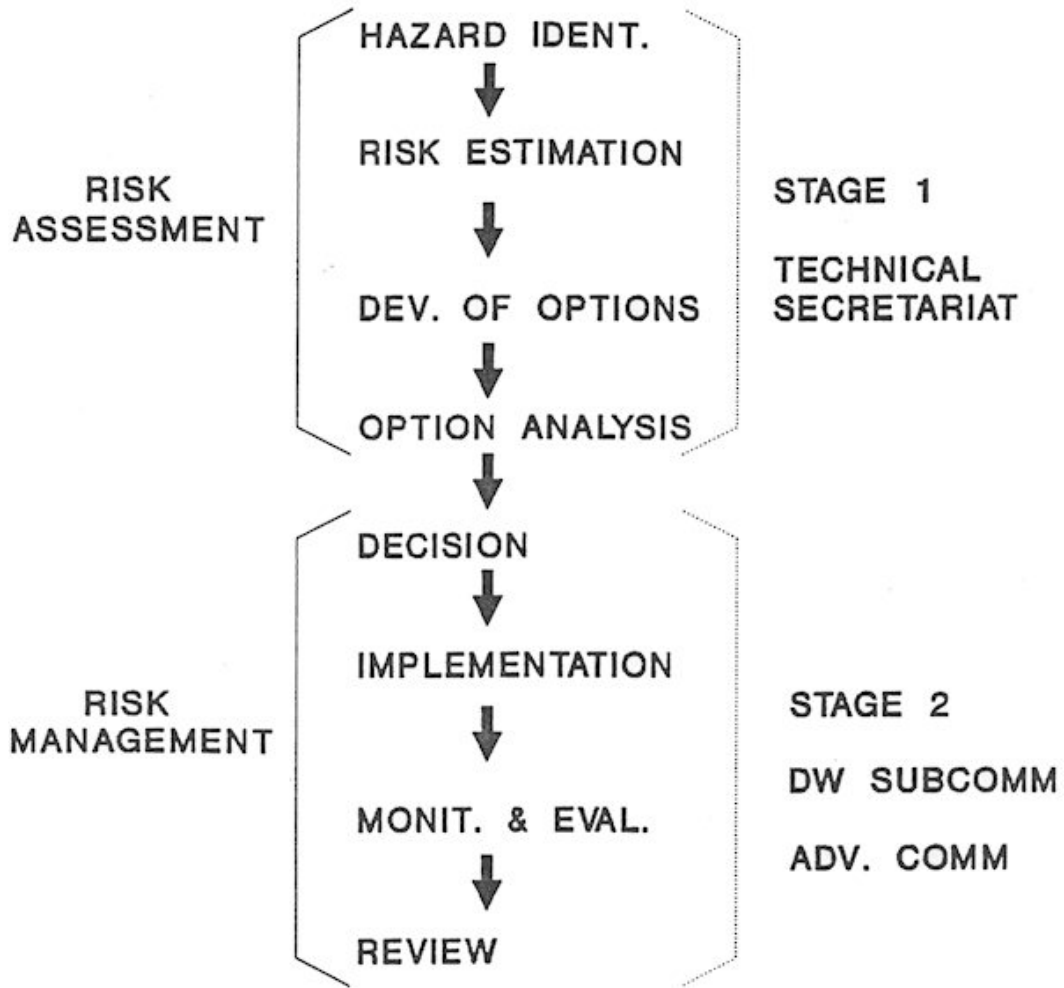 HAZARD IDENT.
RISK ESTIMATION
DEV. OF OPTIONS
OPTION ANALYSIS
RISK
ASSESSMENT
STAGE 1
TECHNICAL
SECRETARIAT
DECISION
IMPLEMENTATION
MONIT. & EVAL.
REVIEW
RISK
MANAGEMENT
STAGE 2
DW SUBCOMM
ADV. COMM